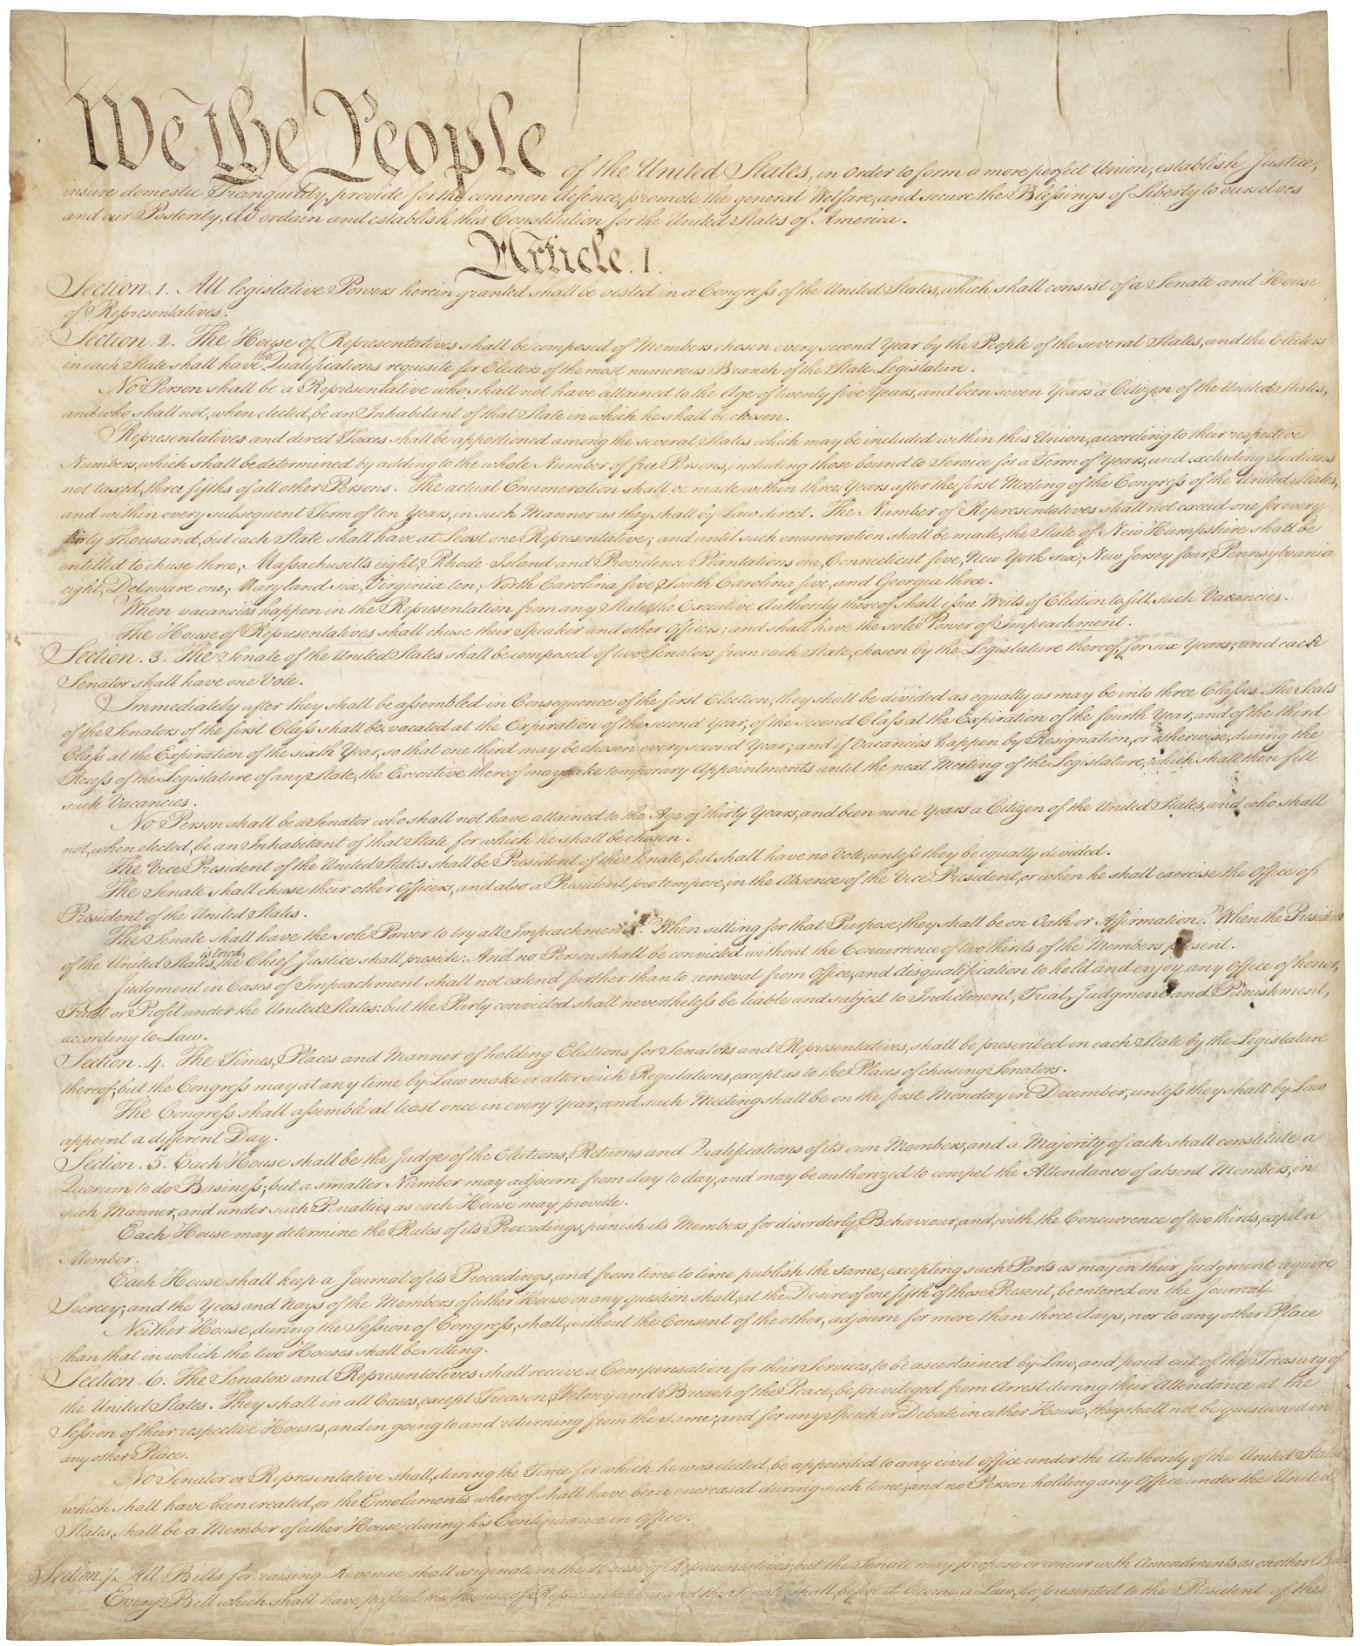 We the People of the United States, in Order to form a more perfect Union, establish Justice,
insure domestic Tranquility, provide for the common defence, promote the general Welfare, and secure the Blessings of Liberty to ourselves
and our Posterity, do ordain and establish this Constitution for the United States of America.
Article. I.
Section. 1. All legislative Powers herein granted shall be vested in a Congress of the United States, which shall consist of a Senate and House
of Representatives.
Section. 2. The House of Representatives shall be composed of Members chosen every second Year by the People of the several States, and the Electors
in each State shall have the Qualifications requisite for Electors of the most numerous Branch of the State Legislature.
No Person shall be a Representative who shall not have attained to the Age of twenty five Years, and been seven Years a Citizen of the United States,
and who shall not, when elected, be an Inhabitant of that State in which he shall be chosen.
Representatives and direct Taxes shall be apportioned among the several States which may be included within this Union, according to their respective
Numbers, which shall be determined by adding to the whole Number of free Persons, including those bound to Service for a Term of Years, and excluding Indians
not taxed, three fifths of all other Persons. The actual Enumeration shall be made within three Years after the first Meeting of the Congress of the United States,
and within every subsequent Term of ten Years, in such Manner as they shall by Law direct. The Number of Representatives shall not exceed one for every
thirty Thousand, but each State shall have at Least one Representative; and until such enumeration shall be made, the State of New Hampshire shall be
entitled to chuse three, Massachusetts eight, Rhode-Island and Providence Plantations one, Connecticut five, New-York six, New Jersey four, Pennsylvania
eight, Delaware one, Maryland six, Virginia ten, North Carolina five, South Carolina five, and Georgia three.
When vacancies happen in the Representation from any State, the Executive Authority thereof shall issue Writs of Election to fill such Vacancies.
The House of Representatives shall chuse their Speaker and other Officers; and shall have the sole Power of Impeachment.
Section. 3. The Senate of the United States shall be composed of two Senators from each State, chosen by the Legislature thereof, for six Years; and each
Senator shall have one Vote.
Immediately after they shall be assembled in Consequence of the first Election, they shall be divided as equally as may be into three Classes. The Seats
of the Senators of the first Class shall be vacated at the Expiration of the second Year, of the second Class at the Expiration of the fourth Year, and of the third
Class at the Expiration of the sixth Year, so that one third may be chosen every second Year; and if Vacancies happen by Resignation, or otherwise, during the
Recess of the Legislature of any State, the Executive thereof may make temporary Appointments until the next Meeting of the Legislature, which shall then fill
such Vacancies.
No Person shall be a Senator who shall not have attained to the Age of thirty Years, and been nine Years a Citizen of the United States, and who shall
not, when elected, be an Inhabitant of that State for which he shall be chosen.
The Vice President of the United States shall be President of the Senate, but shall have no Vote, unless they be equally divided.
The Senate shall chuse their other Officers, and also a President pro tempore, in the Absence of the Vice President, or when he shall exercise the Office of
President of the United States.
The Senate shall have the sole Power to try all Impeachments. When sitting for that Purpose, they shall be on Oath or Affirmation. When the President
of the United States is tried, the Chief Justice shall preside: And no Person shall be convicted without the Concurrence of two thirds of the Members present.
Judgment in Cases of Impeachment shall not extend further than to removal from Office, and disqualification to hold and enjoy any Office of honor,
Trust or Profit under the United States: but the Party convicted shall nevertheless be liable and subject to Indictment, Trial, Judgment and Punishment,
according to Law.
Section. 4. The Times, Places and Manner of holding Elections for Senators and Representatives, shall be prescribed in each State by the Legislature
thereof; but the Congress may at any time by Law make or alter such Regulations, except as to the Places of chusing Senators.
The Congress shall assemble at least once in every Year, and such Meeting shall be on the first Monday in December, unless they shall by Law
appoint a different Day.
Section. 5. Each House shall be the Judge of the Elections, Returns and Qualifications of its own Members, and a Majority of each shall constitute a
Quorum to do Business; but a smaller Number may adjourn from day to day, and may be authorized to compel the Attendance of absent Members, in
such Manner, and under such Penalties as each House may provide.
Each House may determine the Rules of its Proceedings, punish its Members for disorderly Behaviour, and, with the Concurrence of two thirds, expel a
Member.
Each House shall keep a Journal of its Proceedings, and from time to time publish the same, excepting such Parts as may in their Judgment require
Secrecy; and the Yeas and Nays of the Members of either House on any question shall, at the Desire of one fifth of those Present, be entered on the Journal.
Neither House, during the Session of Congress, shall, without the Consent of the other, adjourn for more than three days, nor to any other Place
than that in which the two Houses shall be sitting.
Section. 6. The Senators and Representatives shall receive a Compensation for their Services, to be ascertained by Law, and paid out of the Treasury of
the United States. They shall in all Cases, except Treason, Felony and Breach of the Peace, be privileged from Arrest during their Attendance at the
Session of their respective Houses, and in going to and returning from the same; and for any Speech or Debate in either House, they shall not be questioned in
any other Place.
No Senator or Representative shall, during the Time for which he was elected, be appointed to any civil Office under the Authority of the United States,
which shall have been created, or the Emoluments whereof shall have been encreased during such time; and no Person holding any Office under the United
States, shall be a Member of either House during his Continuance in Office.
Section. 7. All Bills for raising Revenue shall originate in the House of Representatives; but the Senate may propose or concur with Amendments as on other Bills.
Every Bill which shall have passed the House of Representatives and the Senate, shall, before it become a Law, be presented to the President of the